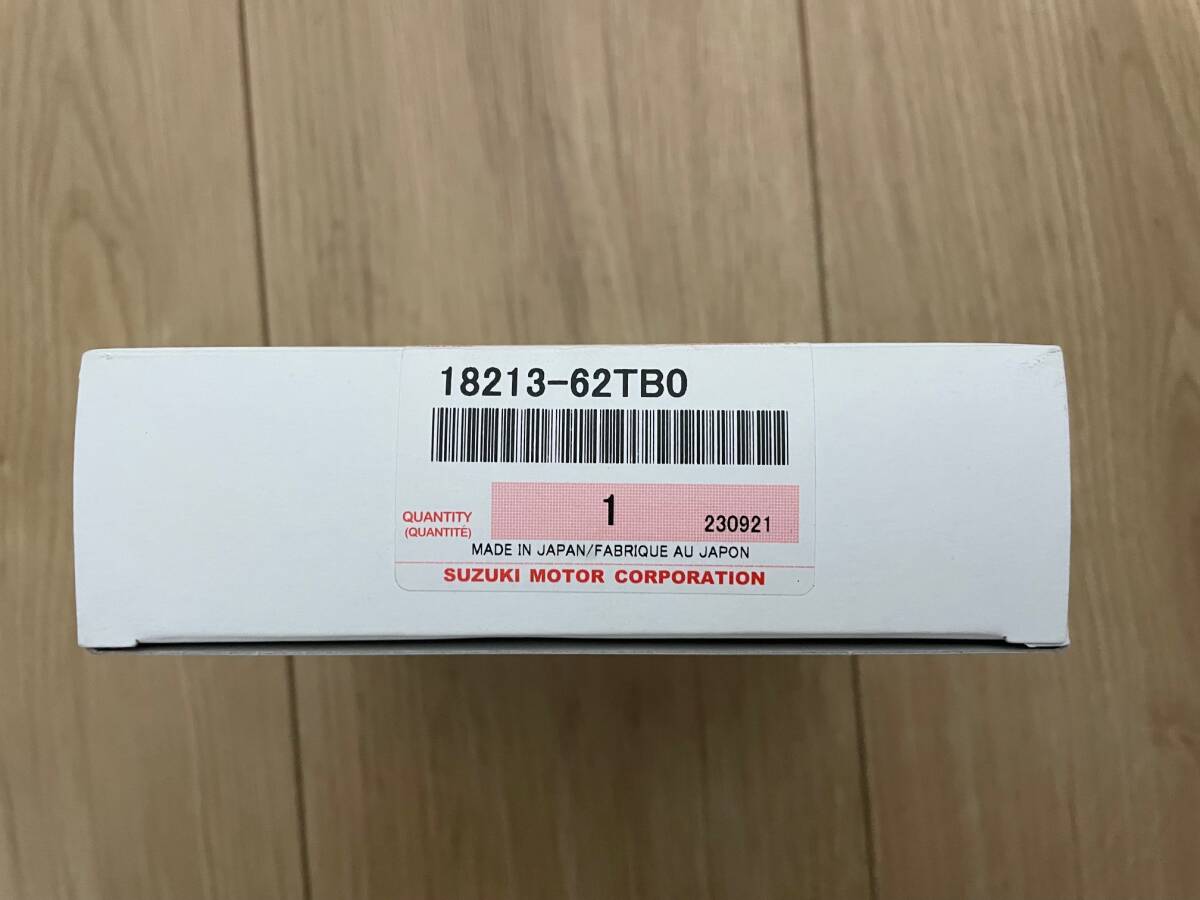 18213-62TB0
QUANTITY 1 230921
(QUANTITÉ)
MADE IN JAPAN/FABRIQUE AU JAPON
SUZUKI MOTOR CORPORATION